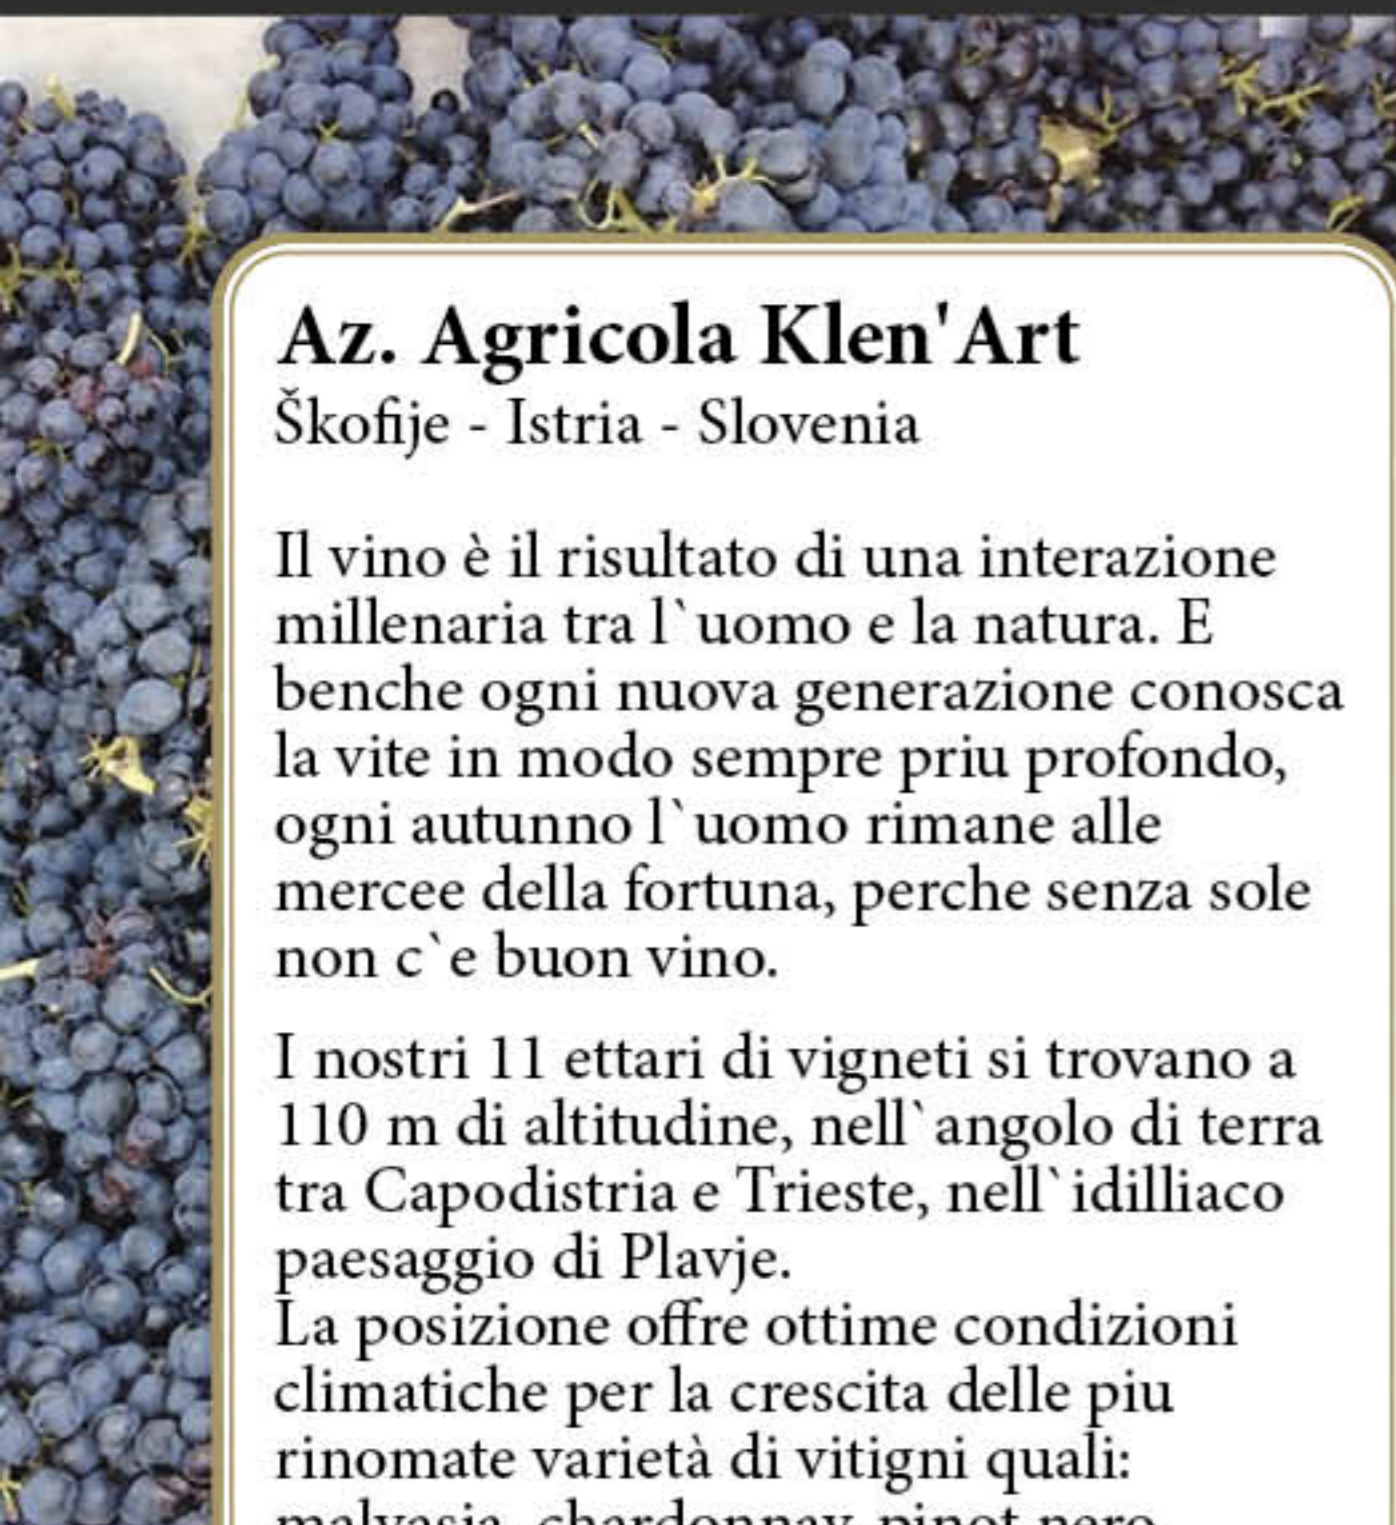 Az. Agricola Klen'Art
Škofije - Istria - Slovenia
Il vino è il risultato di una interazione
millenaria tra l`uomo e la natura. E
benche ogni nuova generazione conosca
la vite in modo sempre priu profondo,
ogni autunno l`uomo rimane alle
mercee della fortuna, perche senza sole
non c`e buon vino.
I nostri 11 ettari di vigneti si trovano a
110 m di altitudine, nell`angolo di terra
tra Capodistria e Trieste, nell`idilliaco
paesaggio di Plavje.
La posizione offre ottime condizioni
climatiche per la crescita delle piu
rinomate varietà di vitigni quali:
malvasia, chardonnay, pinot nero,